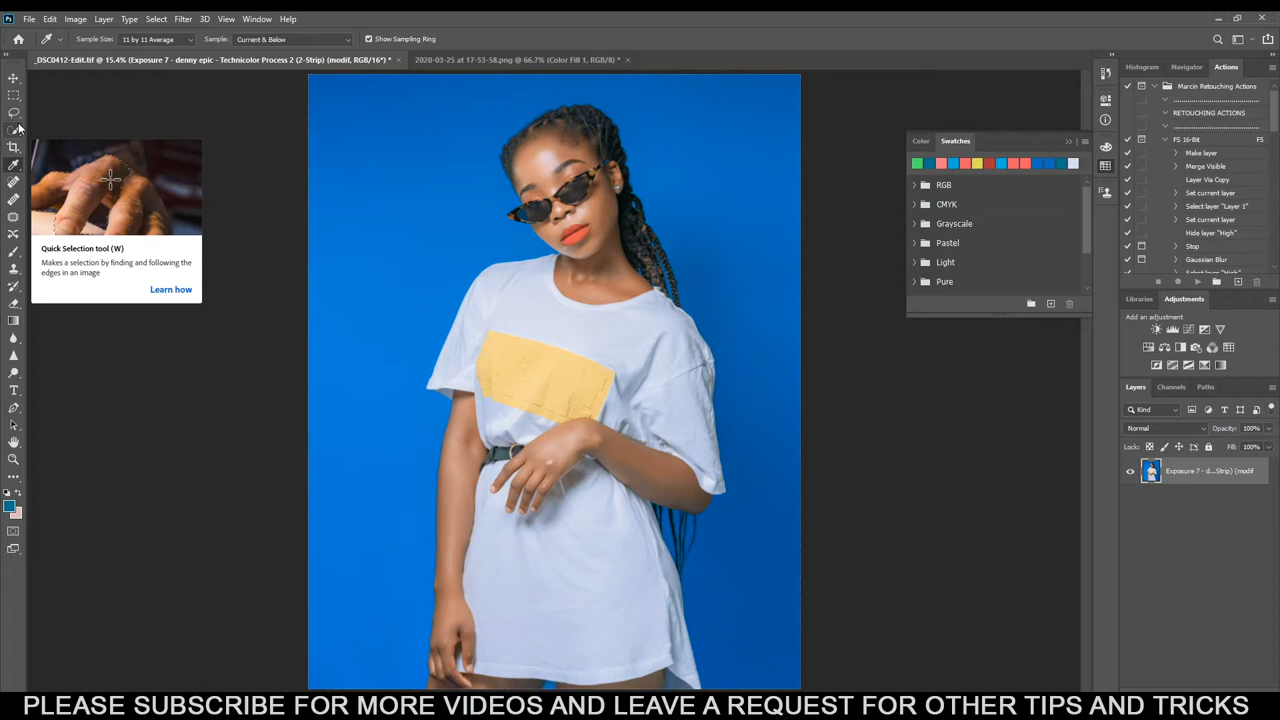 Ps File Edit Image Layer Type Select Filter 3D View Window Help
Sample Size: 11 by 11 Average Sample: Current & Below Show Sampling Ring
_DSC0412-Edit.tif @ 15.4% (Exposure 7 - denny epic - Technicolor Process 2 (2-Strip) (modif, RGB/16*) * × 2020-03-25 at 17-53-58.png @ 66.7% (Color Fill 1, RGB/8) * ×
Quick Selection tool (W)
Makes a selection by finding and following the
edges in an image
Learn how
Color Swatches
RGB
CMYK
Grayscale
Pastel
Light
Pure
Histogram Navigator Actions
Marcin Retouching Actions
RETOUCHING ACTIONS
FS 16-Bit F5
Make layer
Merge Visible
Layer Via Copy
Set current layer
Select layer "Layer 1"
Set current layer
Hide layer "High"
Stop
Gaussian Blur
Select layer "High"
Libraries Adjustments
Add an adjustment
Layers Channels Paths
Kind
Normal Opacity: 100%
Lock: Fill: 100%
Exposure 7 - d...Strip) (modif
PLEASE SUBSCRIBE FOR MORE VIDEOS AND LEAVE A REQUEST FOR OTHER TIPS AND TRICKS